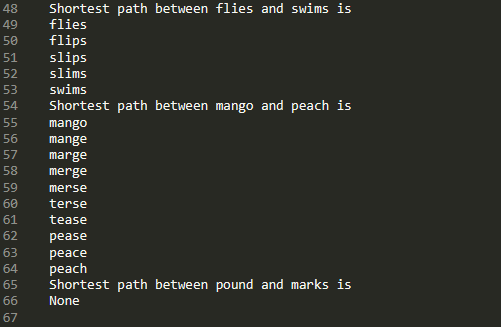 48 Shortest path between flies and swims is
49 flies
50 flips
51 slips
52 slims
53 swims
54 Shortest path between mango and peach is
55 mango
56 mange
57 marge
58 merge
59 merse
60 terse
61 tease
62 pease
63 peace
64 peach
65 Shortest path between pound and marks is
66 None
67